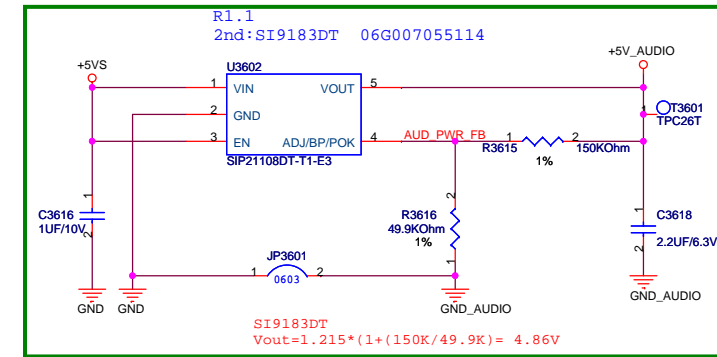 R1.1
2nd:SI9183DT 06G007055114
+5VS
+5V_AUDIO
U3602
1 VIN VOUT 5
2 GND
3 EN ADJ/BP/POK 4
SIP21108DT-T1-E3
AUD_PWR_FB
1 2
R3615
150KOhm
1%
1
T3601
TPC26T
1
C3616
1UF/10V
2
2
R3616
49.9KOhm
1%
1
1
C3618
2.2UF/6.3V
2
JP3601
1 2
0603
GND GND
GND_AUDIO
GND_AUDIO
SI9183DT
Vout=1.215*(1+(150K/49.9K)= 4.86V